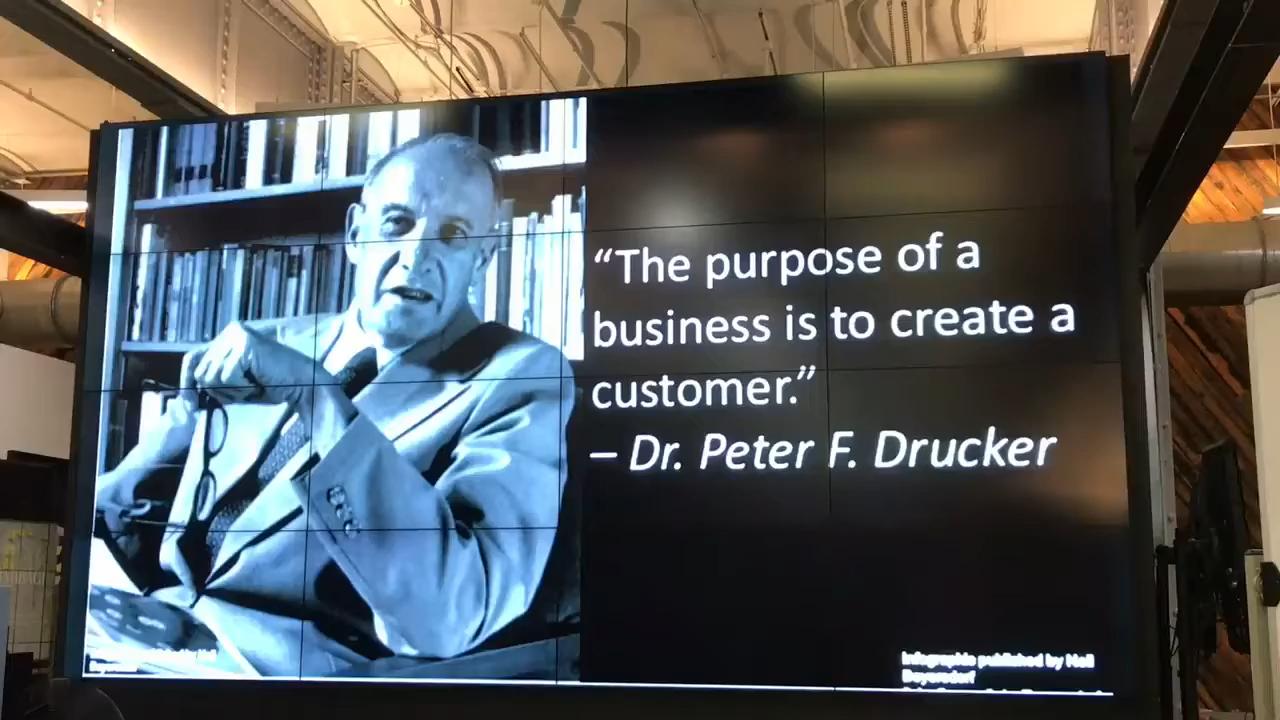 “The purpose of a
business is to create a
customer.”
– Dr. Peter F. Drucker
Infographic published by Neil